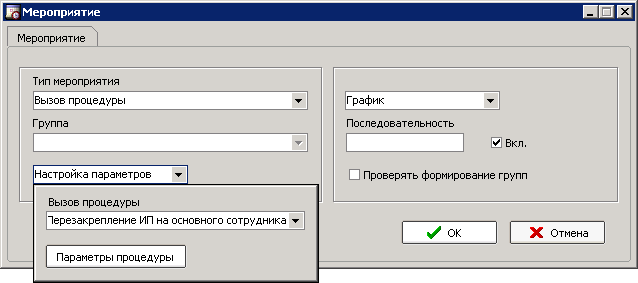 Мероприятие
Мероприятие
Тип мероприятия
Вызов процедуры
Группа
Настройка параметров
Вызов процедуры
Перезакрепление ИП на основного сотрудника
Параметры процедуры
График
Последовательность
Вкл.
Проверять формирование групп
OK
Отмена